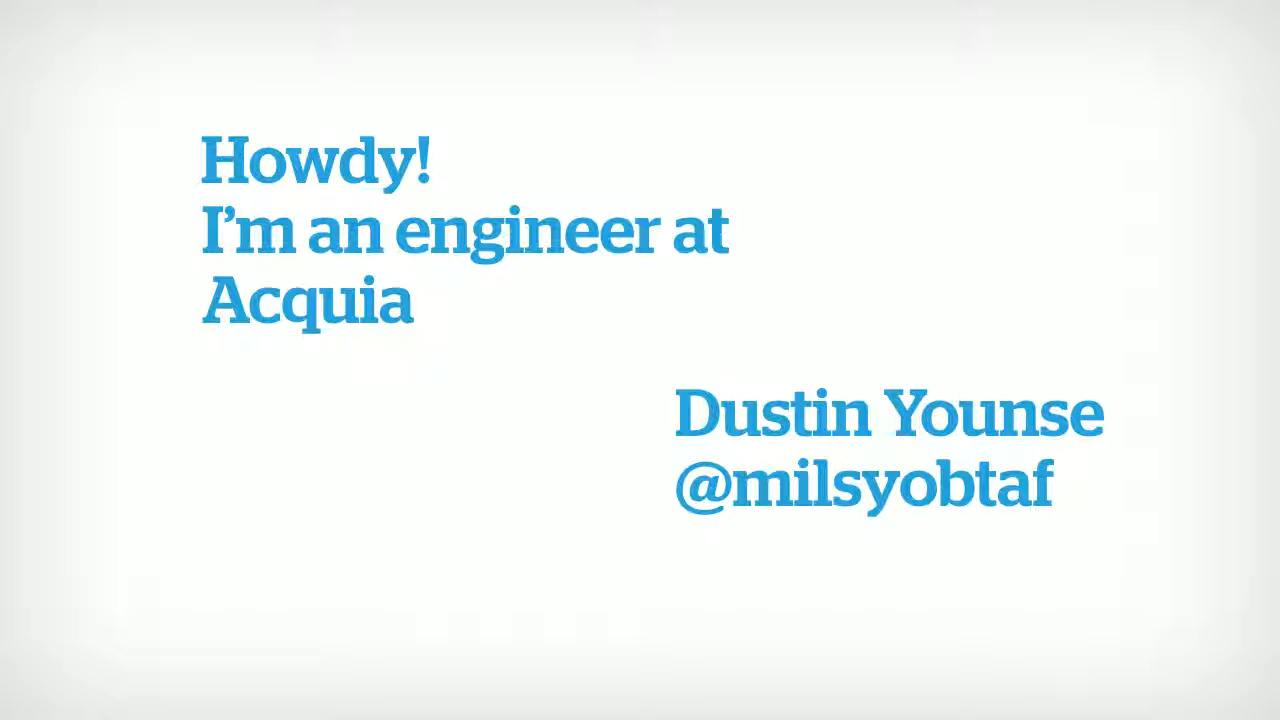 Howdy!
I’m an engineer at
Acquia
Dustin Younse
@milsyobtaf